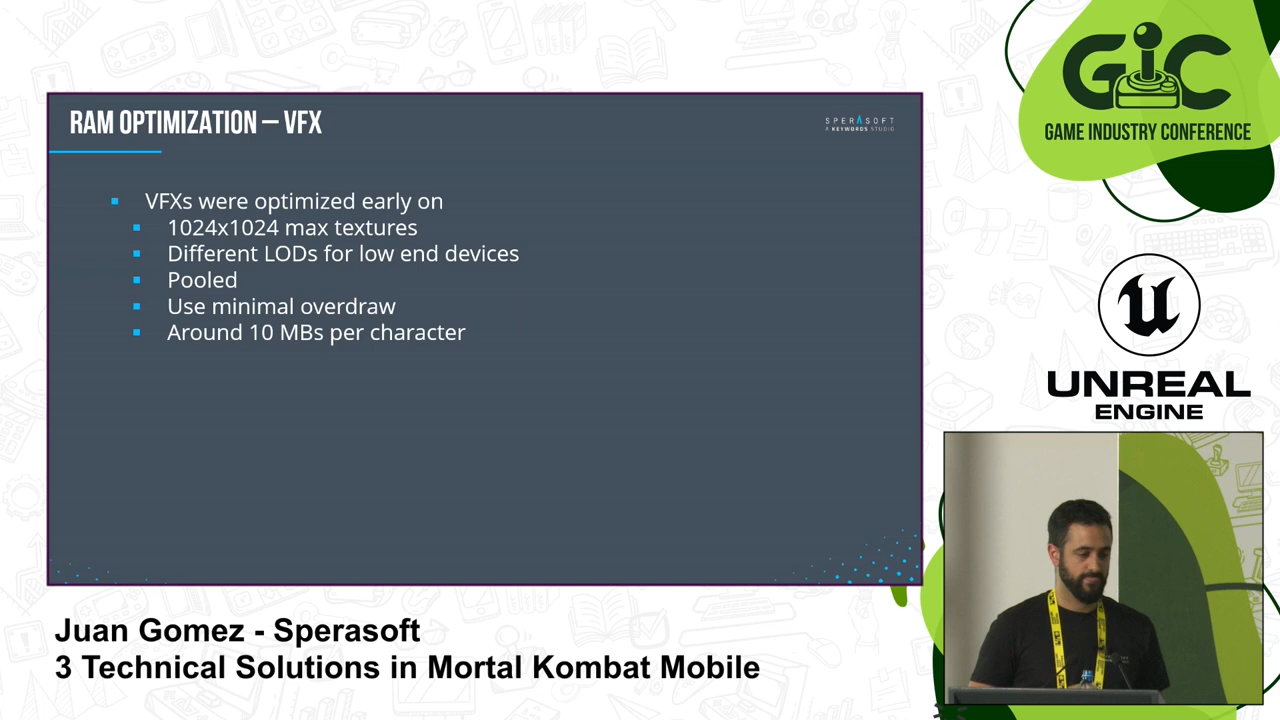 RAM OPTIMIZATION – VFX
SPERASOFT
A KEYWORDS STUDIO
VFXs were optimized early on
1024x1024 max textures
Different LODs for low end devices
Pooled
Use minimal overdraw
Around 10 MBs per character
GIC
GAME INDUSTRY CONFERENCE
UNREAL
ENGINE
Juan Gomez - Sperasoft
3 Technical Solutions in Mortal Kombat Mobile